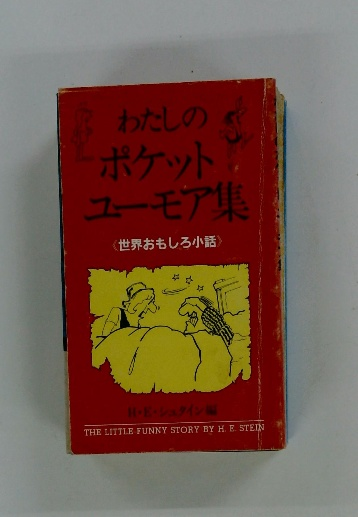 わたしの
ポケット
ユーモア集
《世界おもしろ小話》
H・E・シュタイン編
THE LITTLE FUNNY STORY BY H. E. STEIN